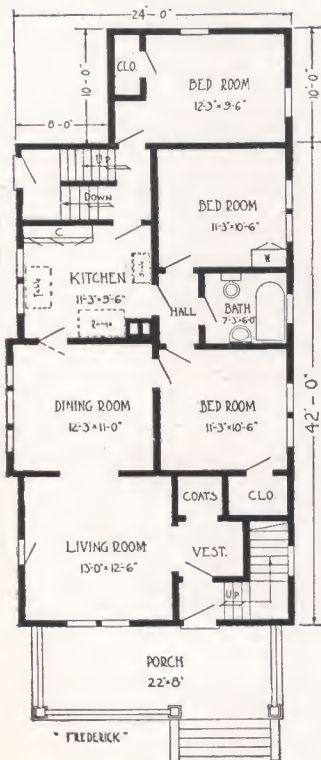 24'-0"
10'-0"
CLO.
BED ROOM
12'-3"×9'-6"
10'-0"
8'-0"
UP
DOWN
BED ROOM
11'-3"×10'-6"
C
W
Sink
KITCHEN
11'-3"×9'-6"
Table
Range
HALL
BATH
7'-3"×6'-0"
DINING ROOM
12'-3"×11'-0"
BED ROOM
11'-3"×10'-6"
42'-0"
COATS
CLO.
LIVING ROOM
13'-0"×12'-6"
VEST.
UP
PORCH
22'×8'
"FREDERICK"